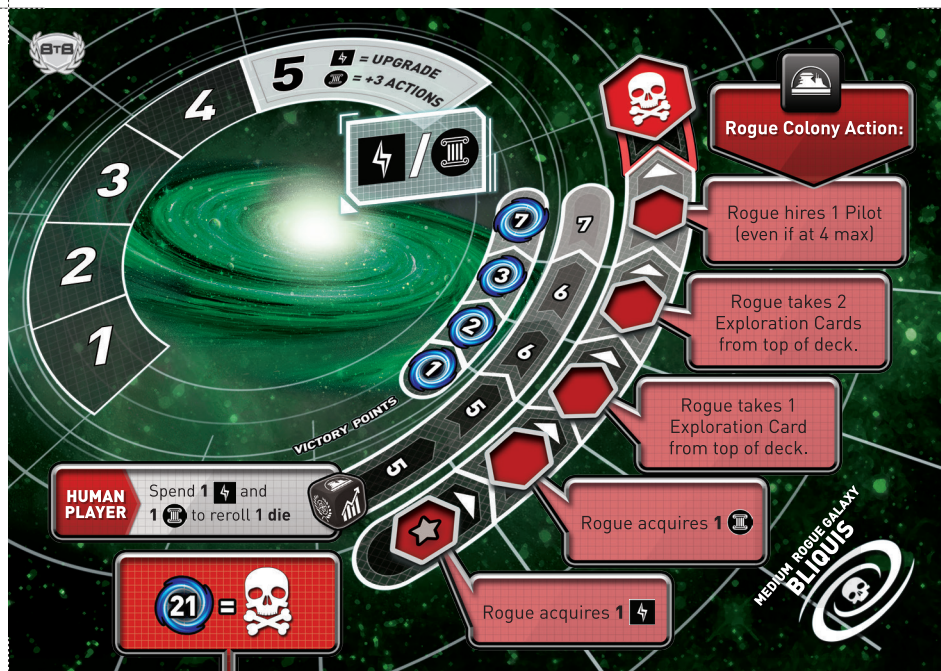 BTB
5
= UPGRADE
= +3 ACTIONS
4
3
2
1
/
Rogue Colony Action:
7
3
2
1
VICTORY POINTS
7
6
6
5
5
Rogue hires 1 Pilot
(even if at 4 max)
Rogue takes 2
Exploration Cards
from top of deck.
Rogue takes 1
Exploration Card
from top of deck.
Rogue acquires 1
Rogue acquires 1
HUMAN
PLAYER
Spend 1 and
1 to reroll 1 die
21 =
MEDIUM ROGUE GALAXY
BLIQUIS